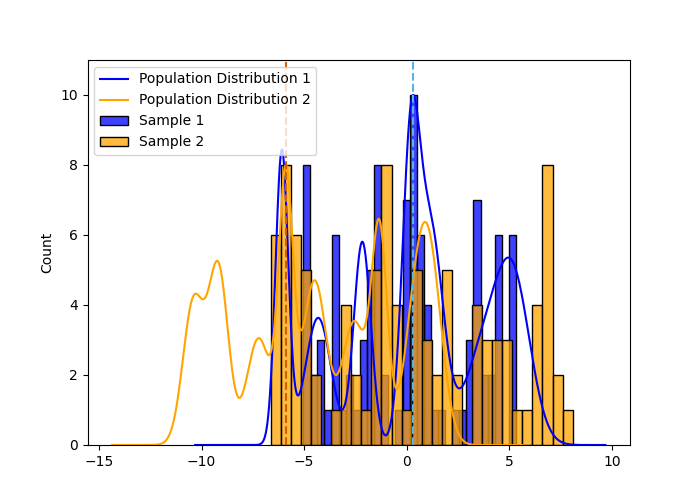 Population Distribution 1
Population Distribution 2
Sample 1
Sample 2
Count
10
8
6
4
2
0
−15 −10 −5 0 5 10